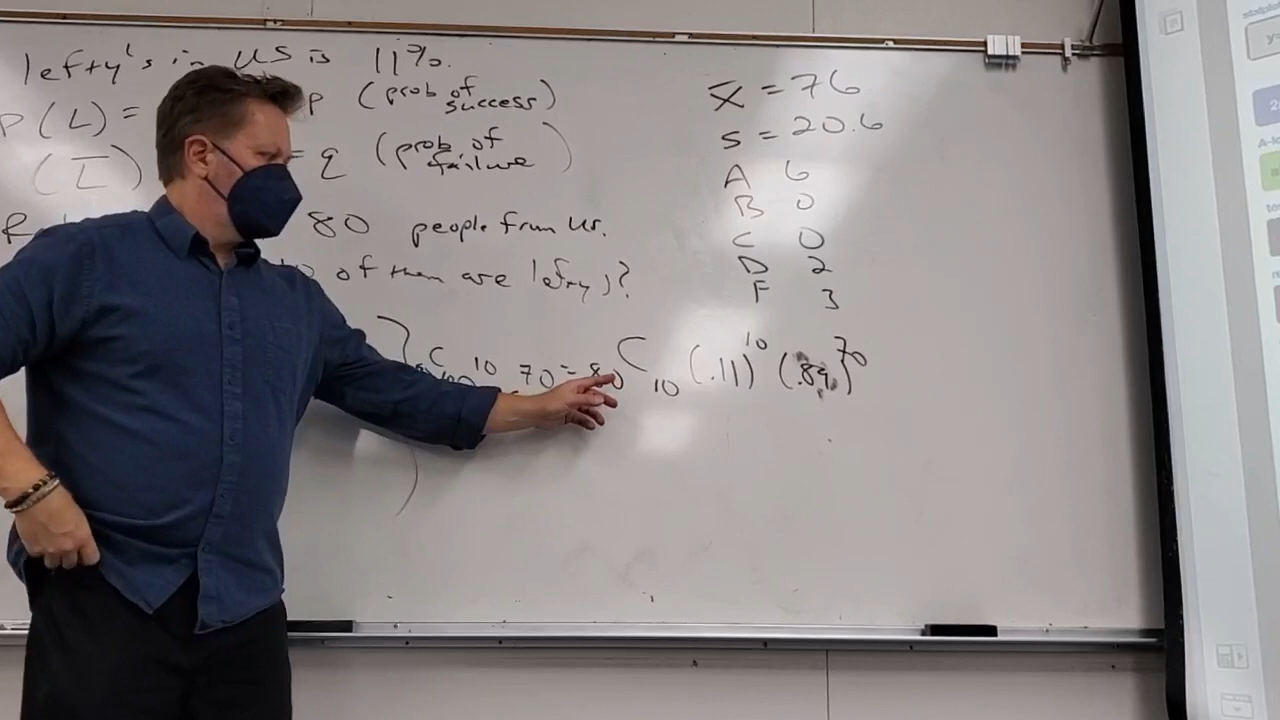 lefty's in US is 11%.
P(L) = p (prob of success)
(L̅) = q (prob of failure)
80 people from US.
of them are lefty's?
C 10 70 = 80 C 10 (.11)^10 (.89)^70
x̅ = 76
s = 20.6
A 6
B 0
C 0
D 2
F 3